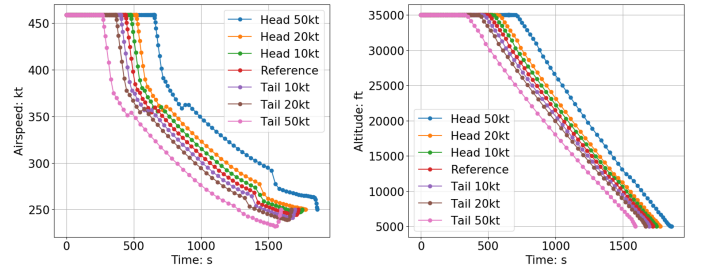 450
400
350
300
250
Airspeed: kt
0
500
1000
1500
Time: s
Head 50kt
Head 20kt
Head 10kt
Reference
Tail 10kt
Tail 20kt
Tail 50kt
35000
30000
25000
20000
15000
10000
5000
Altitude: ft
0
500
1000
1500
Time: s
Head 50kt
Head 20kt
Head 10kt
Reference
Tail 10kt
Tail 20kt
Tail 50kt